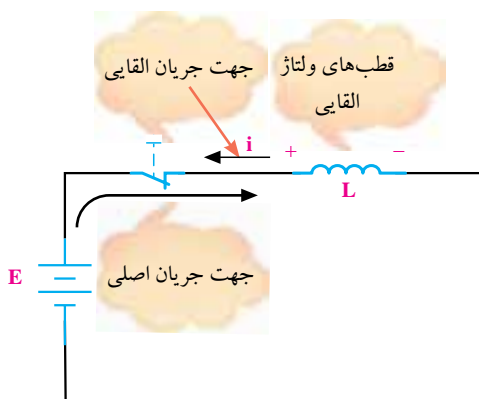 قطب‌های ولتاژ
القایی
جهت جریان القایی
i
+ −
L
جهت جریان اصلی
E